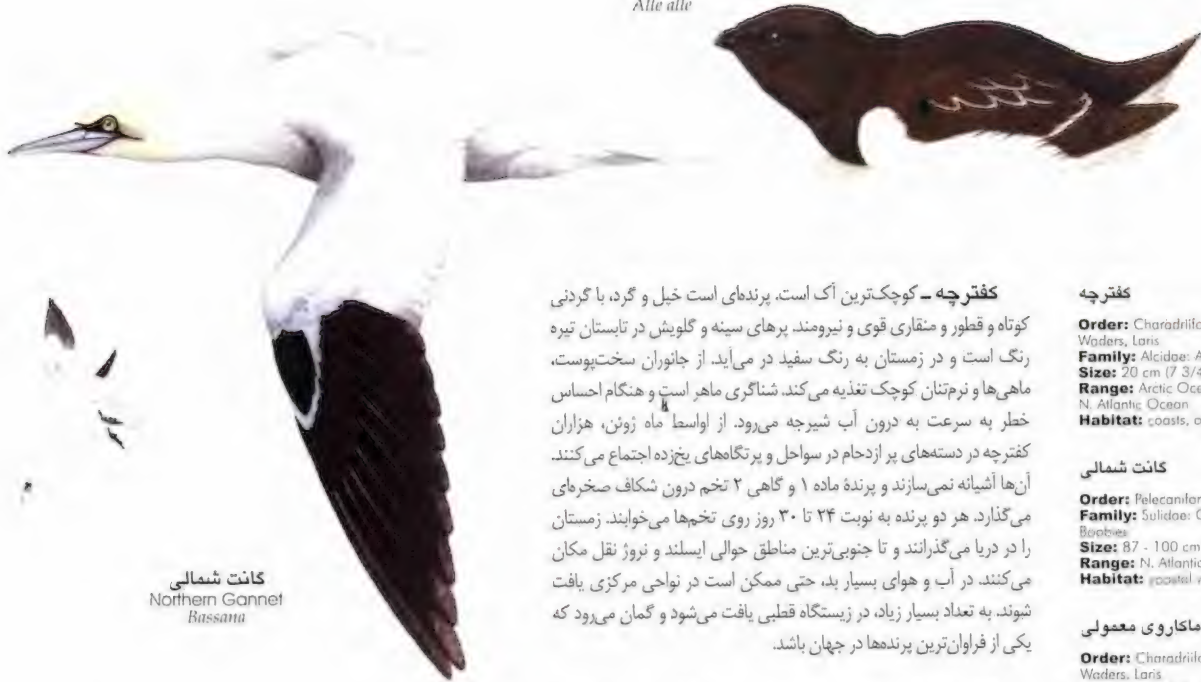 Alle alle
کفترچه – کوچک‌ترین آک است. پرنده‌ای است خپل و گرد، با گردنی
کوتاه و قطور و منقاری قوی و نیرومند. پرهای سینه و گلویش در تابستان تیره
رنگ است و در زمستان به رنگ سفید در می‌آید. از جانوران سخت‌پوست،
ماهی‌ها و نرم‌تنان کوچک تغذیه می‌کند. شناگری ماهر است و هنگام احساس
خطر به سرعت به درون آب شیرجه می‌رود. از اواسط ماه ژوئن، هزاران
کفترچه در دسته‌های پر ازدحام در سواحل و پرتگاه‌های یخ‌زده اجتماع می‌کنند.
آن‌ها آشیانه نمی‌سازند و پرندهٔ ماده ۱ و گاهی ۲ تخم درون شکاف صخره‌ای
می‌گذارد. هر دو پرنده به نوبت ۲۴ تا ۳۰ روز روی تخم‌ها می‌خوابند. زمستان
را در دریا می‌گذرانند و تا جنوبی‌ترین مناطق حوالی ایسلند و نروژ نقل مکان
می‌کنند. در آب و هوای بسیار بد، حتی ممکن است در نواحی مرکزی یافت
شوند. به تعداد بسیار زیاد، در زیستگاه قطبی یافت می‌شود و گمان می‌رود که
یکی از فراوان‌ترین پرنده‌ها در جهان باشد.
گانت شمالی
Northern Gannet
Bassana
کفترچه
Order: Charadriifo
Waders, Laris
Family: Alcidae: A
Size: 20 cm (7 3/4
Range: Arctic Oce
N. Atlantic Ocean
Habitat: coasts, o
گانت شمالی
Order: Pelecanifor
Family: Sulidae: G
Boobies
Size: 87 - 100 cm
Range: N. Atlantic
Habitat: coastal
ماکاروی معمولی
Order: Charadriifo
Waders, Laris